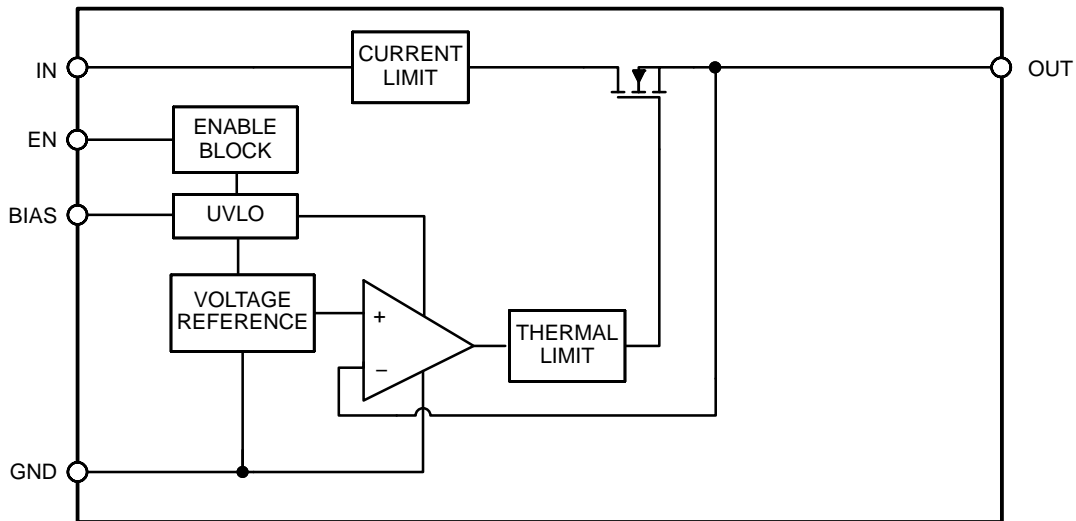 IN
CURRENT
LIMIT
OUT
EN
ENABLE
BLOCK
BIAS
UVLO
VOLTAGE
REFERENCE
+
−
THERMAL
LIMIT
GND